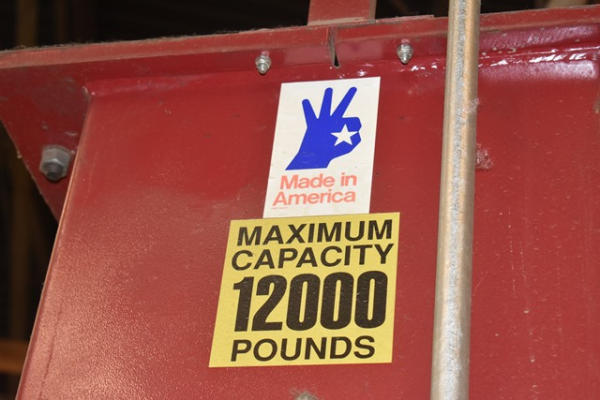 Made in
America
MAXIMUM
CAPACITY
12000
POUNDS